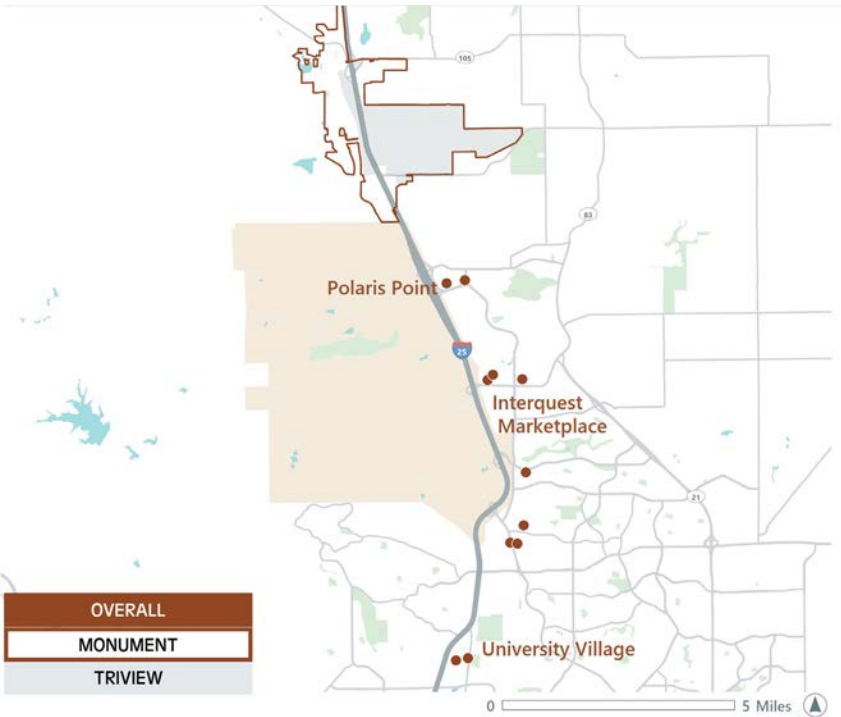 105
83
Polaris Point
25
Interquest
Marketplace
21
OVERALL
MONUMENT
TRIVIEW
University Village
0 5 Miles